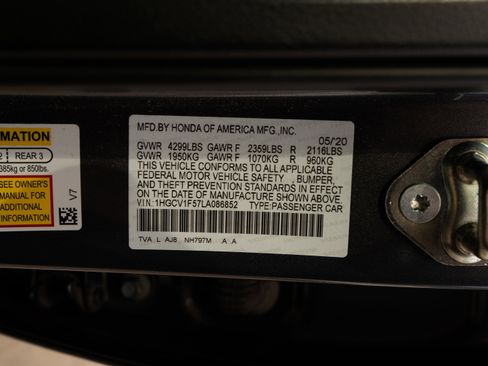 MATION
2 REAR 3
385kg or 850lbs.
SEE OWNER'S
MANUAL FOR
ADDITIONAL
V7
MFD.BY HONDA OF AMERICA MFG.,INC.
05/'20
GVWR 4299LBS GAWR F 2359LBS R 2116LBS
GVWR 1950KG GAWR F 1070KG R 960KG
THIS VEHICLE CONFORMS TO ALL APPLICABLE
FEDERAL MOTOR VEHICLE SAFETY , BUMPER,
AND THEFT PREVENTION STANDARDS IN EFFECT
ON THE DATE OF MANUFACTURE SHOWN ABOVE.
V.I.N: 1HGCV1F57LA086852 TYPE:PASSENGER CAR
TVA L AJ8 NH797M A A